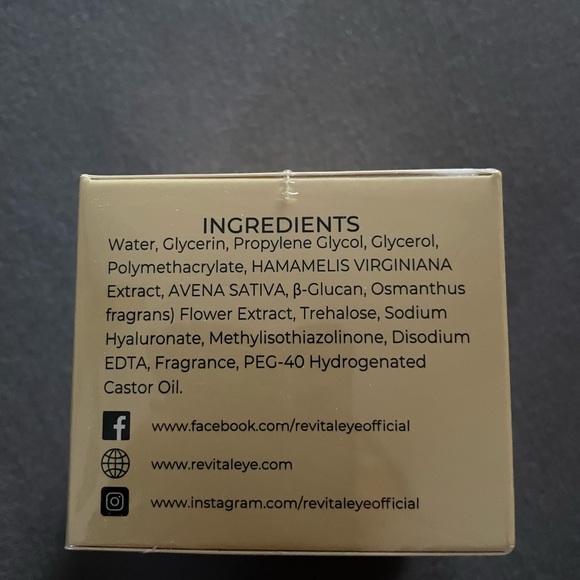 INGREDIENTS
Water, Glycerin, Propylene Glycol, Glycerol,
Polymethacrylate, HAMAMELIS VIRGINIANA
Extract, AVENA SATIVA, β-Glucan, Osmanthus
fragrans) Flower Extract, Trehalose, Sodium
Hyaluronate, Methylisothiazolinone, Disodium
EDTA, Fragrance, PEG-40 Hydrogenated
Castor Oil.
www.facebook.com/revitaleyeofficial
www.revitaleye.com
www.instagram.com/revitaleyeofficial